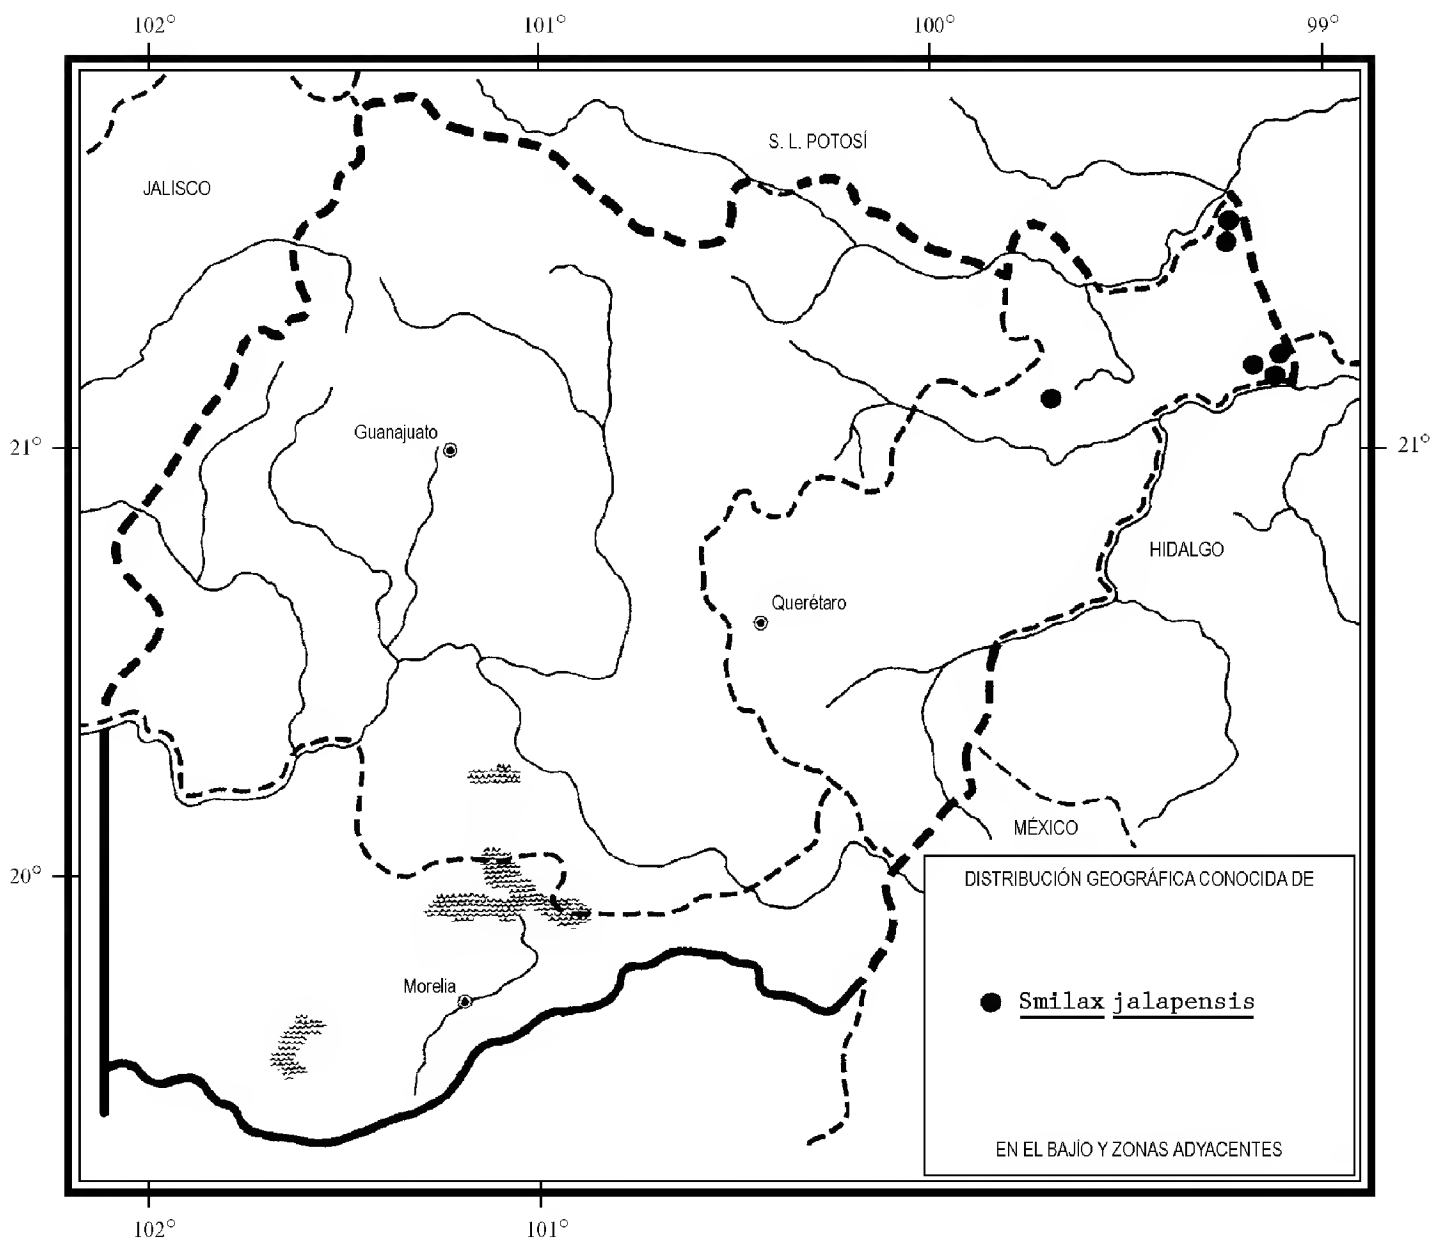 102° 101° 100° 99°
S. L. POTOSÍ
JALISCO
Guanajuato
21° 21°
HIDALGO
Querétaro
MÉXICO
20°
DISTRIBUCIÓN GEOGRÁFICA CONOCIDA DE
Morelia
Smilax jalapensis
EN EL BAJÍO Y ZONAS ADYACENTES
102° 101°